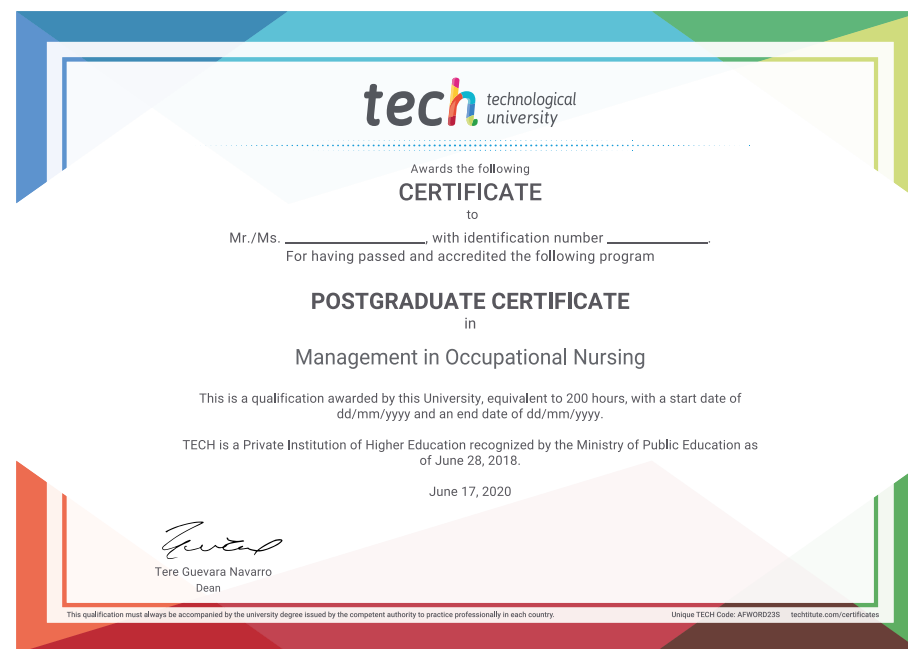 tech technological
university
Awards the following
CERTIFICATE
to
Mr./Ms. ____________________, with identification number ______________.
For having passed and accredited the following program
POSTGRADUATE CERTIFICATE
in
Management in Occupational Nursing
This is a qualification awarded by this University, equivalent to 200 hours, with a start date of
dd/mm/yyyy and an end date of dd/mm/yyyy.
TECH is a Private Institution of Higher Education recognized by the Ministry of Public Education as
of June 28, 2018.
June 17, 2020
Tere Guevara Navarro
Dean
This qualification must always be accompanied by the university degree issued by the competent authority to practice professionally in each country.
Unique TECH Code: AFWORD23S techtitute.com/certificates